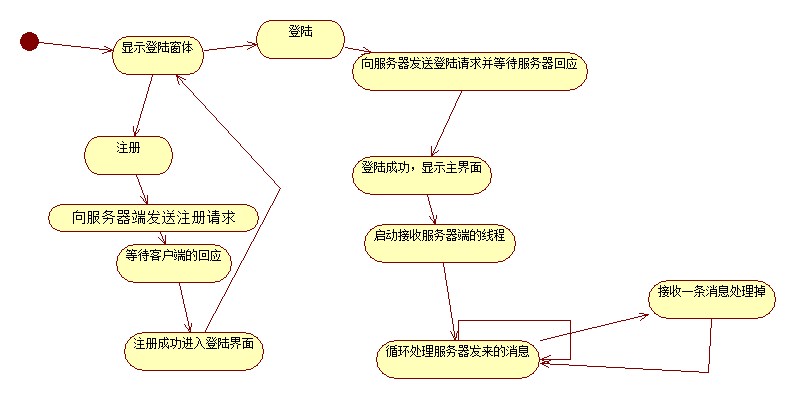 显示登陆窗体
登陆
向服务器发送登陆请求并等待服务器回应
注册
登陆成功，显示主界面
向服务器端发送注册请求
启动接收服务器端的线程
等待客户端的回应
接收一条消息处理掉
注册成功进入登陆界面
循环处理服务器发来的消息